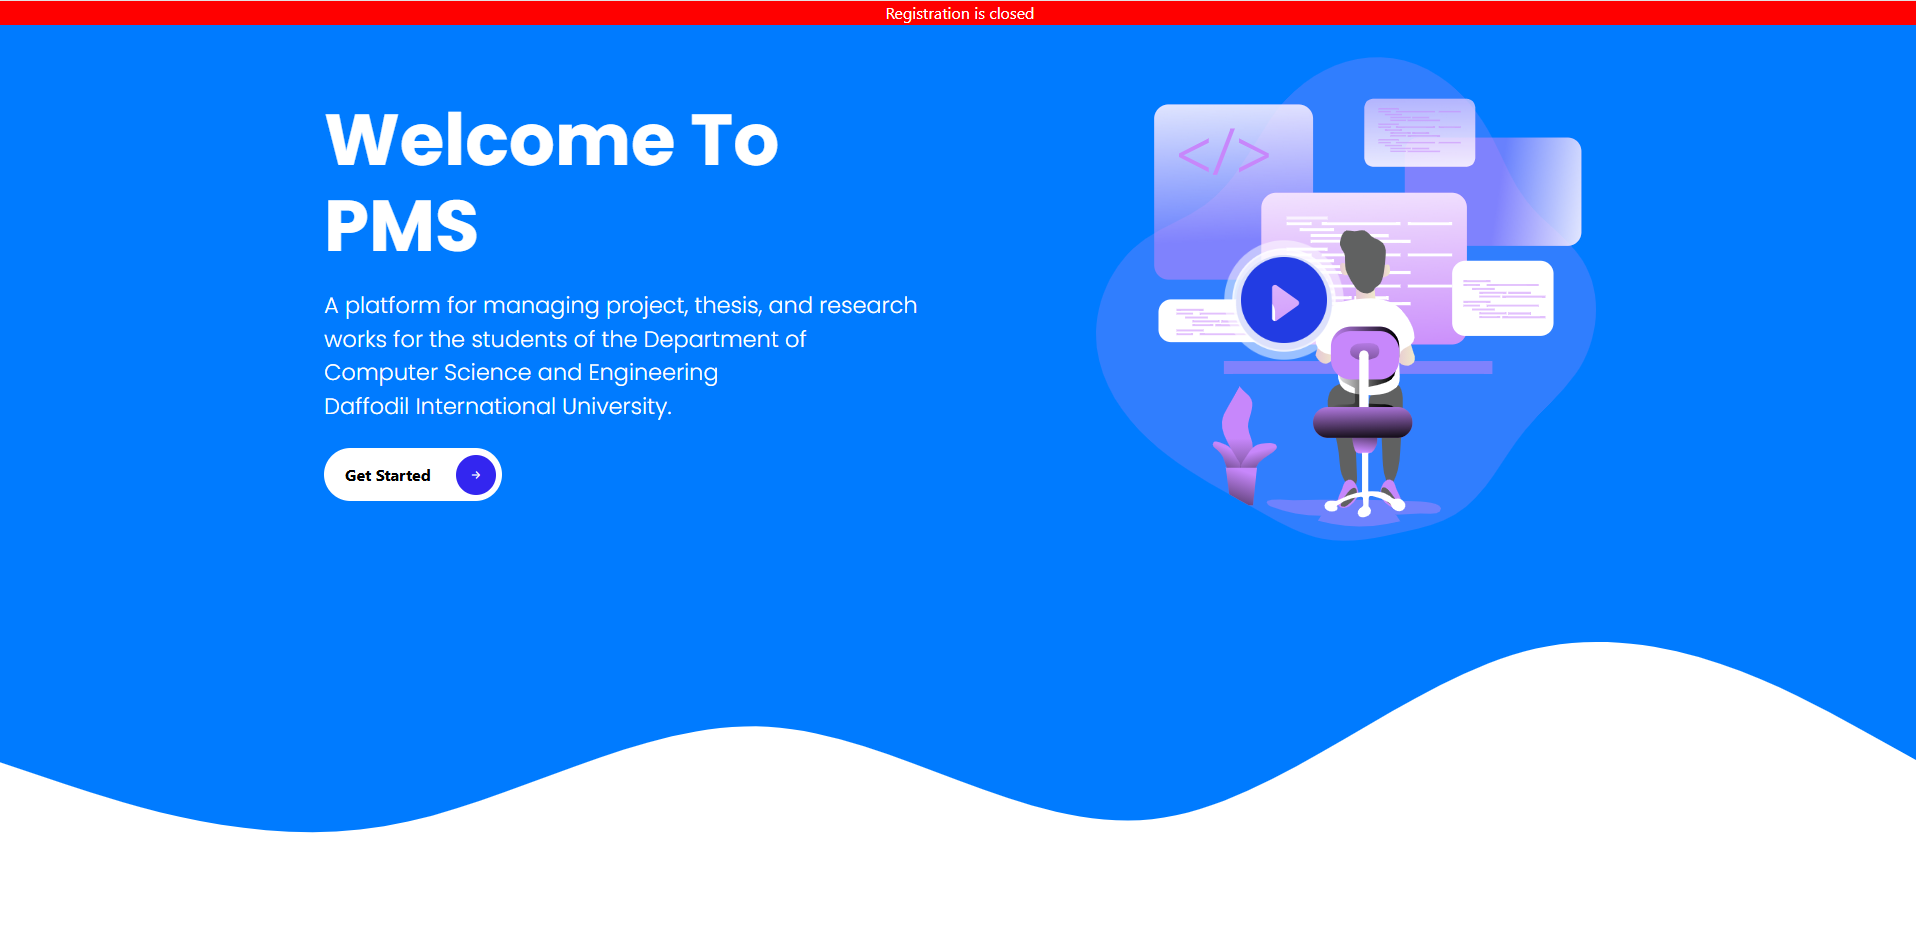 Registration is closed
Welcome To
PMS
A platform for managing project, thesis, and research
works for the students of the Department of
Computer Science and Engineering
Daffodil International University.
Get Started
</>